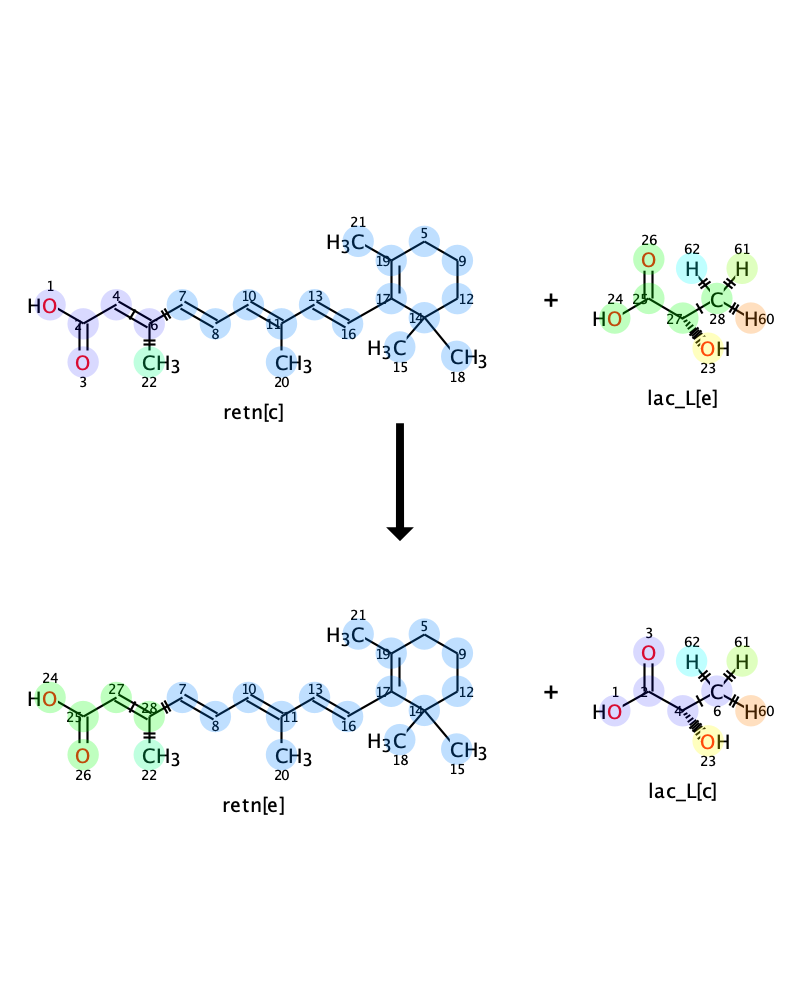 21
5
H₃C
19
9
26
62
61
O
H
H
1
4
7
10
13
17
12
+
24
25
C
HO
2
6
8
11
16
14
HO
27
28
H60
O
CH₃
CH₃
H₃C
CH₃
OH
3
22
20
15
18
23
retn[c]
lac_L[e]
21
5
H₃C
19
9
3
62
61
O
H
H
24
27
28
7
10
13
17
12
+
1
2
C
HO
25
8
11
16
14
HO
4
6
H60
O
CH₃
CH₃
H₃C
CH₃
OH
26
22
20
18
15
23
retn[e]
lac_L[c]